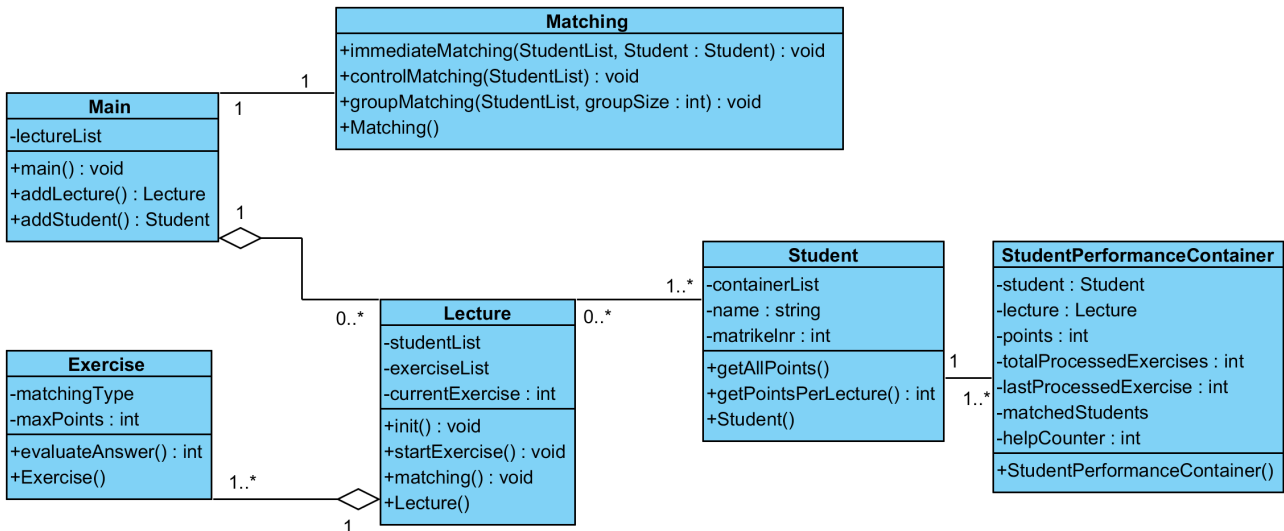 Matching
+immediateMatching(StudentList, Student : Student) : void
+controlMatching(StudentList) : void
+groupMatching(StudentList, groupSize : int) : void
+Matching()
1
1
Main
-lectureList
+main() : void
+addLecture() : Lecture
+addStudent() : Student
1
0..*
Lecture
-studentList
-exerciseList
-currentExercise : int
+init() : void
+startExercise() : void
+matching() : void
+Lecture()
0..*
1..*
Student
-containerList
-name : string
-matrikelnr : int
+getAllPoints()
+getPointsPerLecture() : int
+Student()
1
1..*
StudentPerformanceContainer
-student : Student
-lecture : Lecture
-points : int
-totalProcessedExercises : int
-lastProcessedExercise : int
-matchedStudents
-helpCounter : int
+StudentPerformanceContainer()
Exercise
-matchingType
-maxPoints : int
+evaluateAnswer() : int
+Exercise()
1..*
1